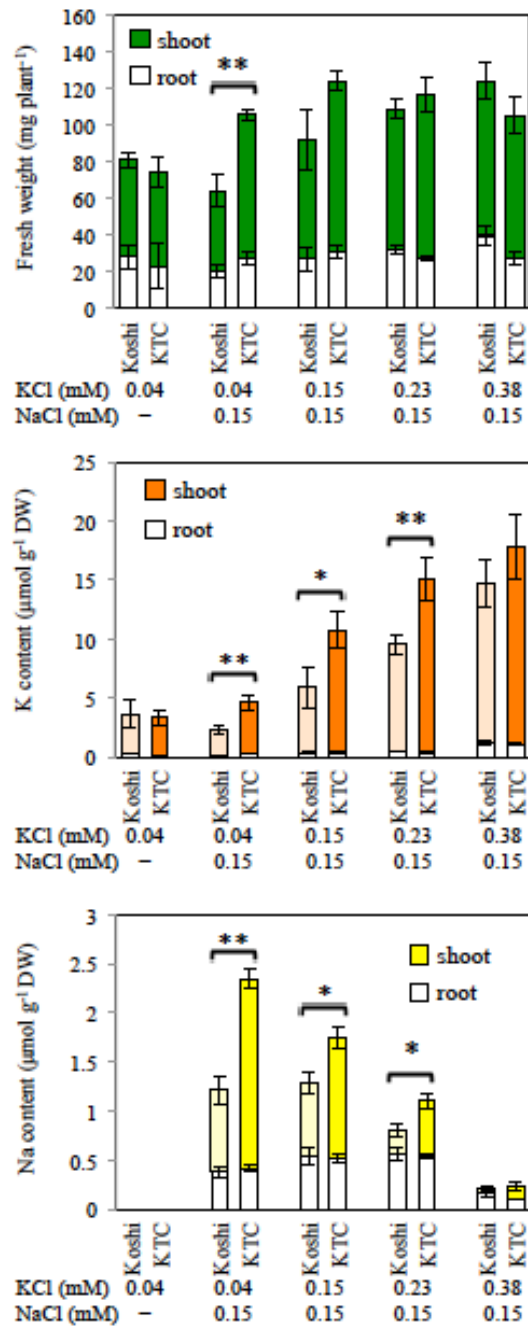 160
140
120
100
80
60
40
20
0
Fresh weight (mg plant⁻¹)
shoot
root
**
Koshi KTC Koshi KTC Koshi KTC Koshi KTC Koshi KTC
KCl (mM) 0.04 0.04 0.15 0.23 0.38
NaCl (mM) – 0.15 0.15 0.15 0.15
25
20
15
10
5
0
K content (μmol g⁻¹ DW)
shoot
root
**
*
**
Koshi KTC Koshi KTC Koshi KTC Koshi KTC Koshi KTC
KCl (mM) 0.04 0.04 0.15 0.23 0.38
NaCl (mM) – 0.15 0.15 0.15 0.15
3
2.5
2
1.5
1
0.5
0
Na content (μmol g⁻¹ DW)
shoot
root
**
*
*
Koshi KTC Koshi KTC Koshi KTC Koshi KTC Koshi KTC
KCl (mM) 0.04 0.04 0.15 0.23 0.38
NaCl (mM) – 0.15 0.15 0.15 0.15